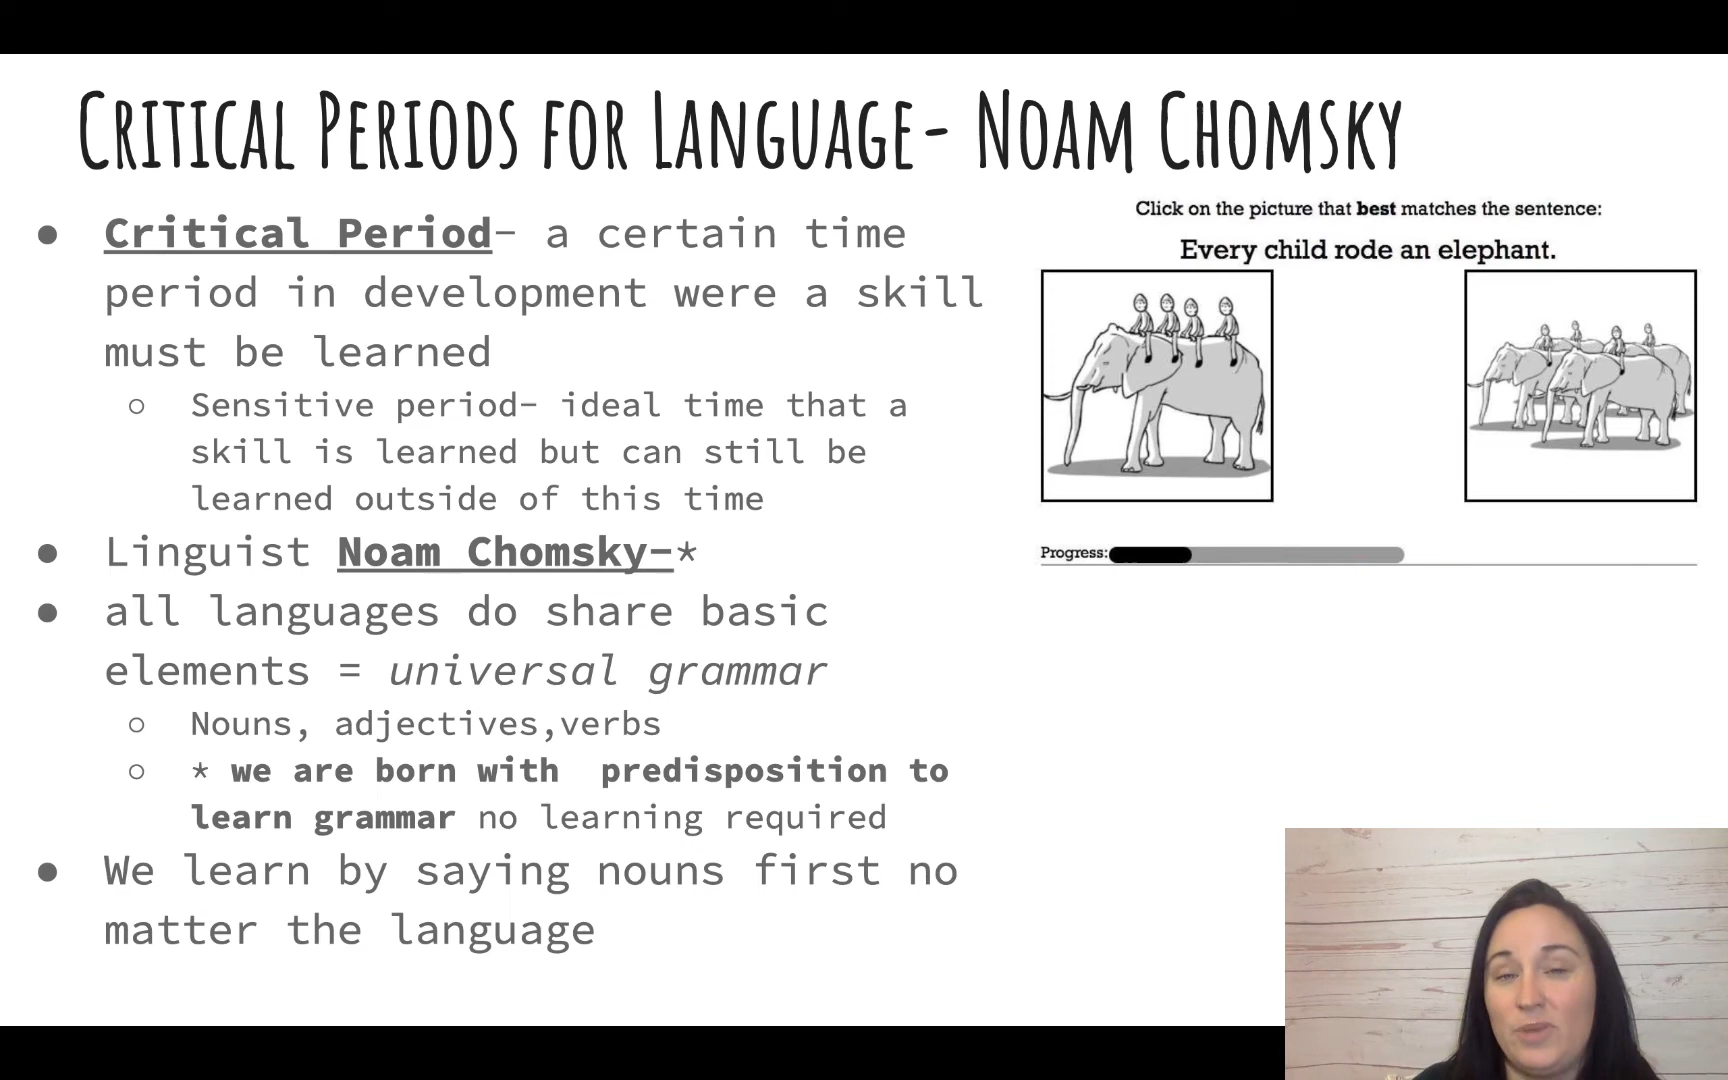 CRITICAL PERIODS FOR LANGUAGE- NOAM CHOMSKY
● Critical Period- a certain time
period in development were a skill
must be learned
○ Sensitive period- ideal time that a
skill is learned but can still be
learned outside of this time
● Linguist Noam Chomsky-*
● all languages do share basic
elements = universal grammar
○ Nouns, adjectives,verbs
○ * we are born with predisposition to
learn grammar no learning required
● We learn by saying nouns first no
matter the language
Click on the picture that best matches the sentence:
Every child rode an elephant.
Progress: